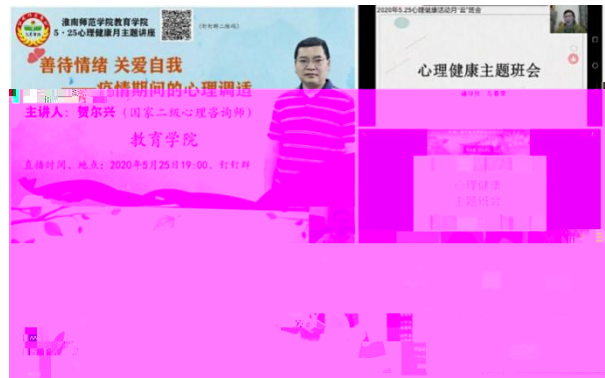 淮南师范学院教育学院
5·25心理健康月主题讲座
(钉钉群二维码)
善待情绪 关爱自我
疫情期间的心理调适
主讲人：贺尔兴（国家二级心理咨询师）
教育学院
直播时间、地点：2020年5月25日19:00、钉钉群
2020年5.25心理健康活动月"云"班会
心理健康主题班会
心理健康
主题班会